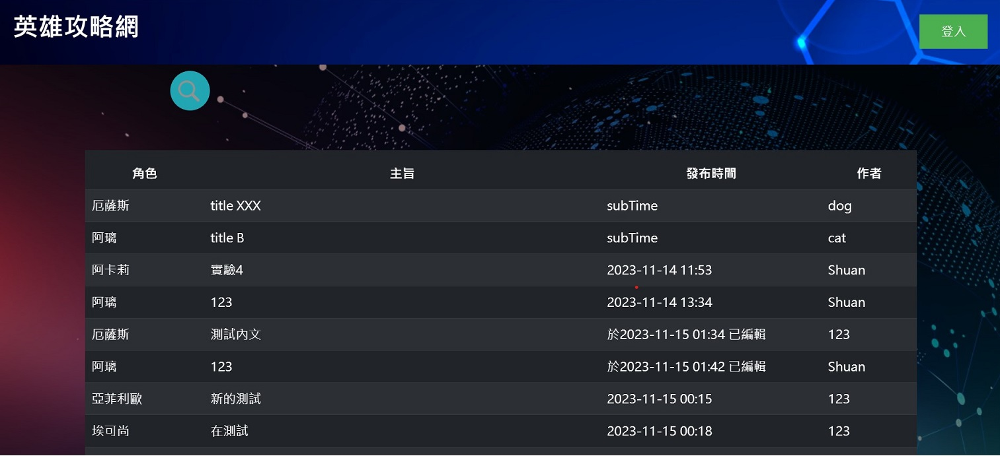 英雄攻略網
登入
角色 主旨 發布時間 作者
厄薩斯 title XXX subTime dog
阿璃 title B subTime cat
阿卡莉 實驗4 2023-11-14 11:53 Shuan
阿璃 123 2023-11-14 13:34 Shuan
厄薩斯 測試內文 於2023-11-15 01:34 已編輯 123
阿璃 123 於2023-11-15 01:42 已編輯 Shuan
亞菲利歐 新的測試 2023-11-15 00:15 123
埃可尚 在測試 2023-11-15 00:18 123